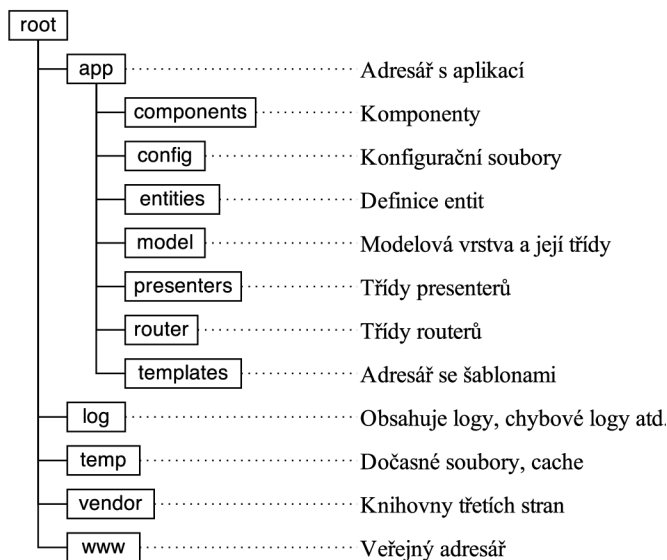 root
app Adresář s aplikací
components Komponenty
config Konfigurační soubory
entities Definice entit
model Modelová vrstva a její třídy
presenters Třídy presenterů
router Třídy routerů
templates Adresář se šablonami
log Obsahuje logy, chybové logy atd.
temp Dočasné soubory, cache
vendor Knihovny třetích stran
www Veřejný adresář